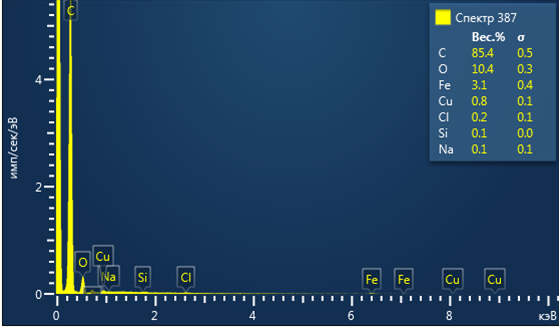 C
Спектр 387
Вес.% σ
C 85.4 0.5
O 10.4 0.3
Fe 3.1 0.4
Cu 0.8 0.1
Cl 0.2 0.1
Si 0.1 0.0
Na 0.1 0.1
имп/сек/эВ
4
2
0
O Cu Na Si Cl Fe Fe Cu Cu
0 2 4 6 8 10 кэВ